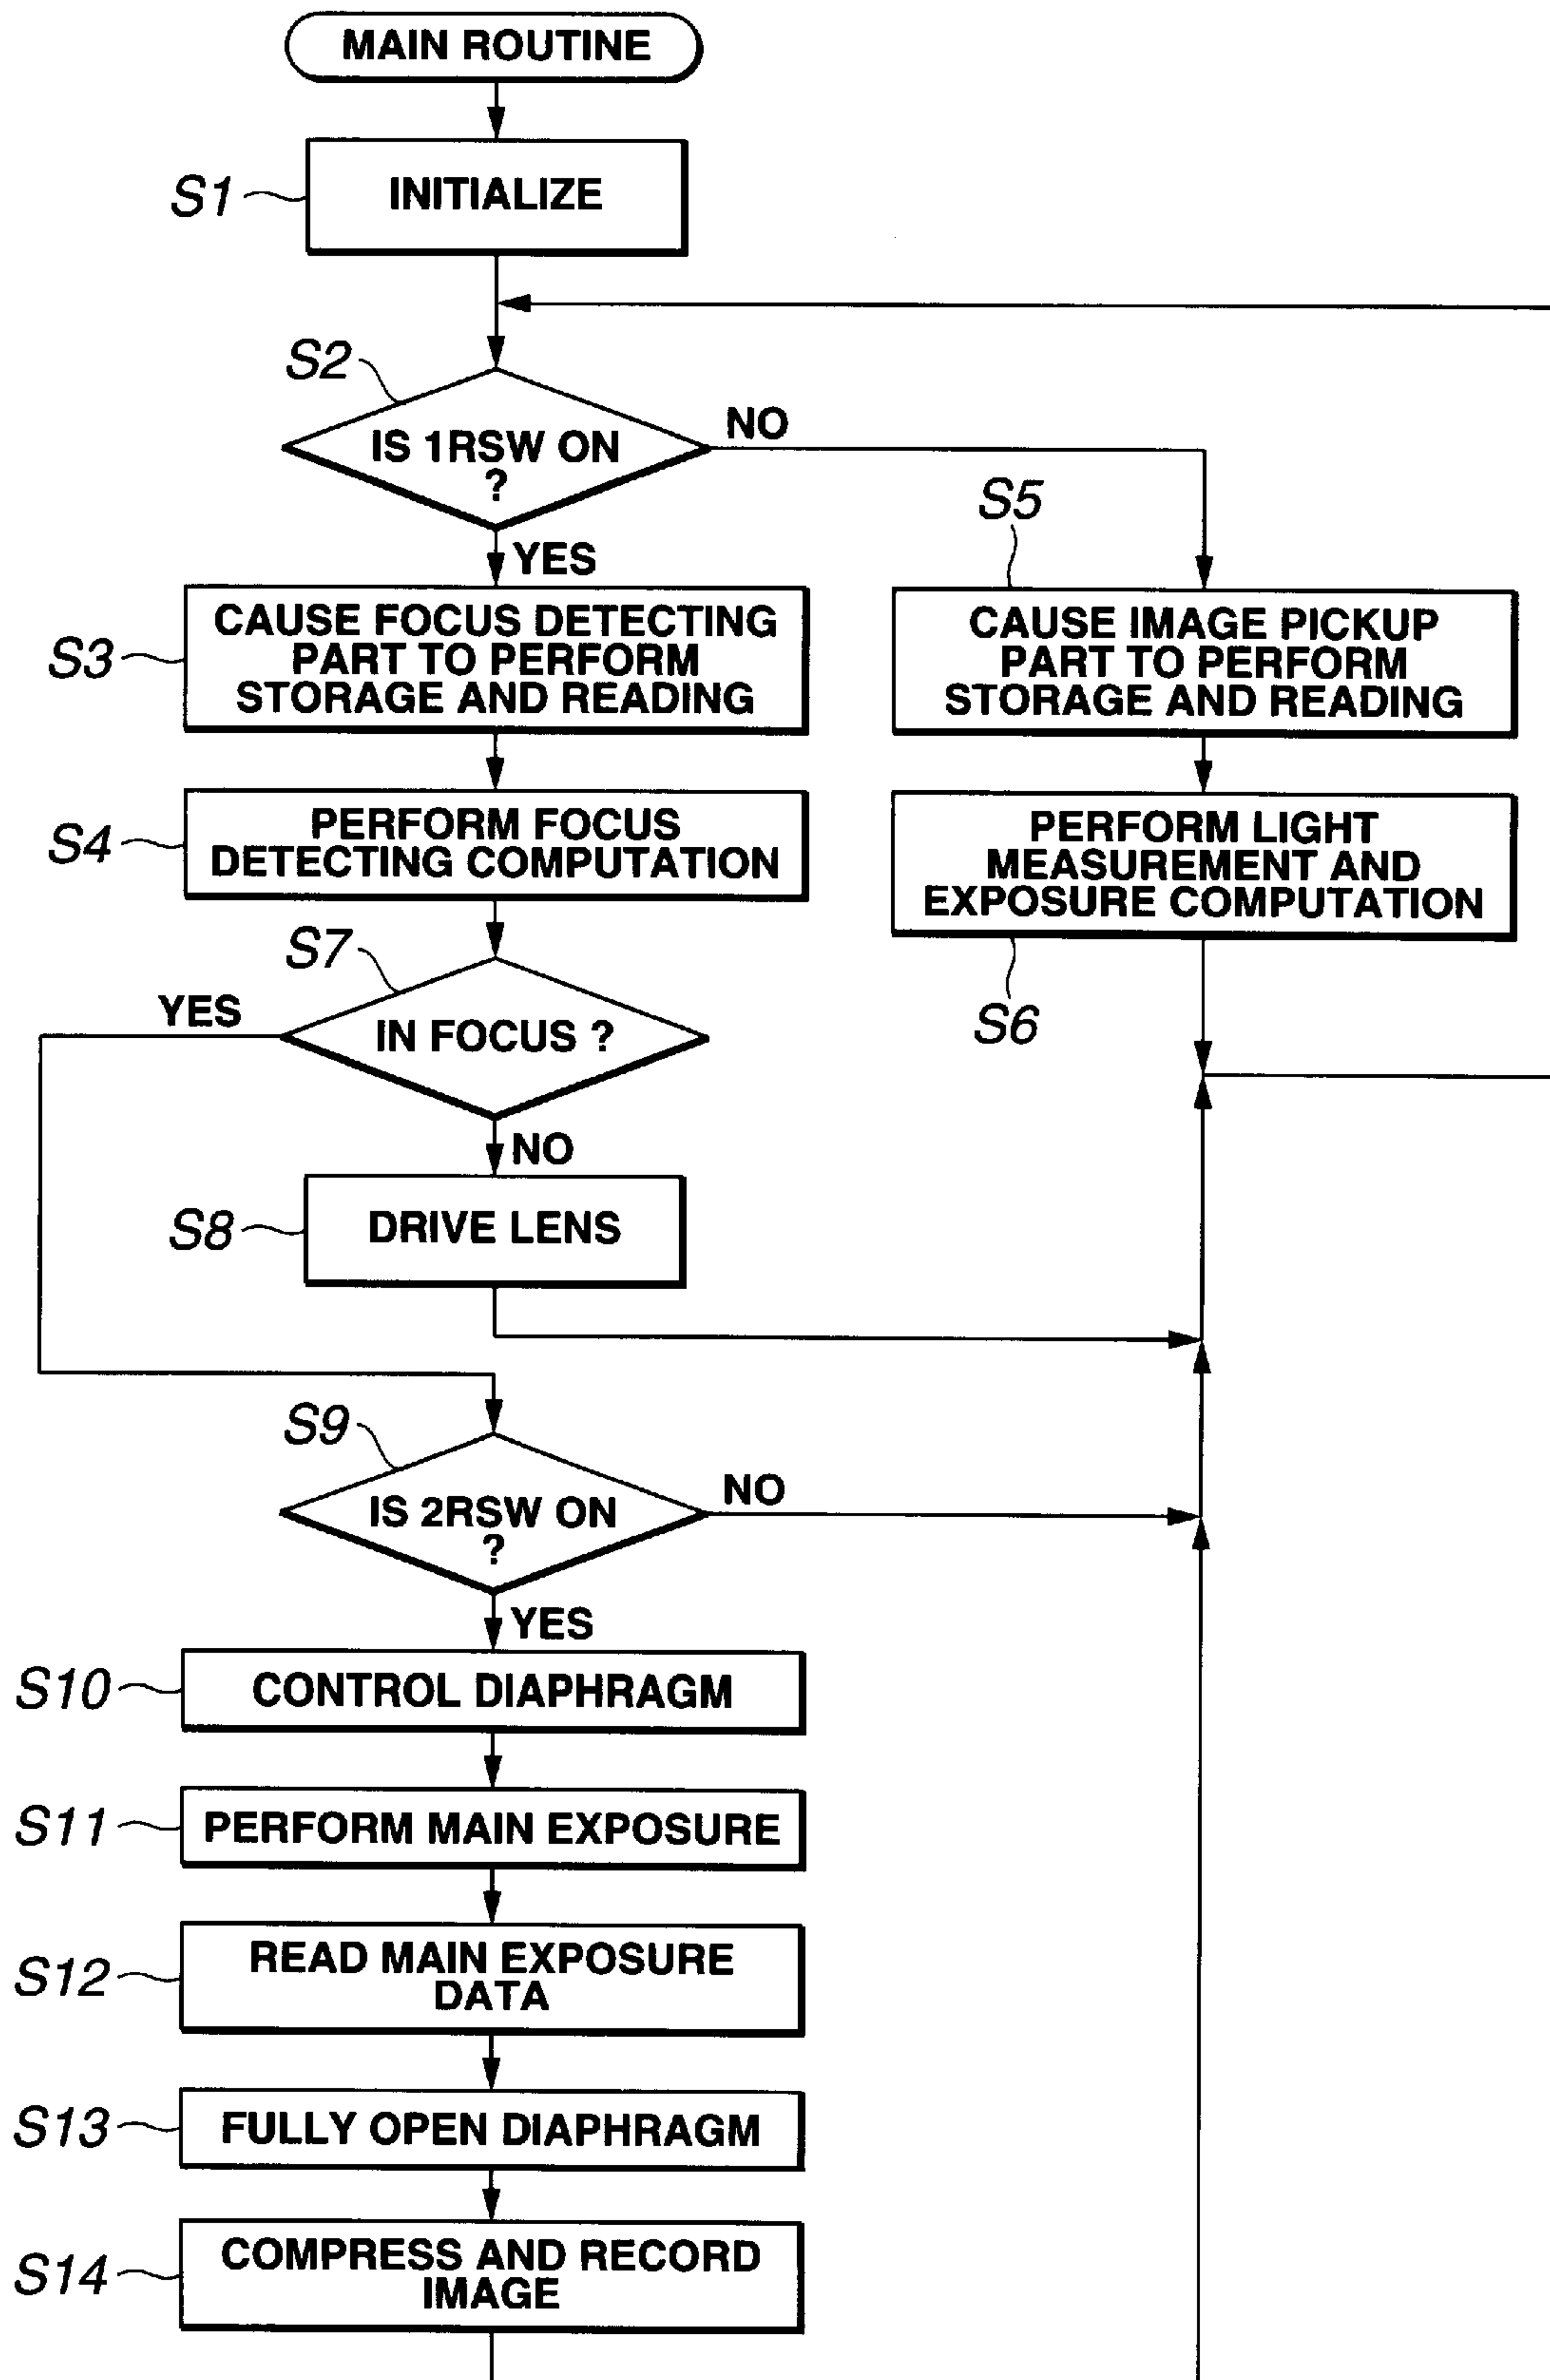 MAIN ROUTINE
S1
INITIALIZE
S2
IS 1RSW ON
?
NO
YES
S3
CAUSE FOCUS DETECTING
PART TO PERFORM
STORAGE AND READING
S5
CAUSE IMAGE PICKUP
PART TO PERFORM
STORAGE AND READING
S4
PERFORM FOCUS
DETECTING COMPUTATION
PERFORM LIGHT
MEASUREMENT AND
EXPOSURE COMPUTATION
S6
S7
IN FOCUS ?
YES
NO
S8
DRIVE LENS
S9
IS 2RSW ON
?
NO
YES
S10
CONTROL DIAPHRAGM
S11
PERFORM MAIN EXPOSURE
S12
READ MAIN EXPOSURE
DATA
S13
FULLY OPEN DIAPHRAGM
S14
COMPRESS AND RECORD
IMAGE